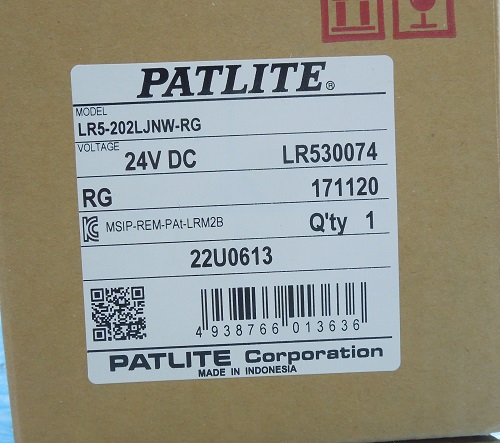 PATLITE®
MODEL
LR5-202LJNW-RG
VOLTAGE
24V DC LR530074
RG 171120
MSIP-REM-PAt-LRM2B Q'ty 1
22U0613
4 938766 013636
PATLITE Corporation
MADE IN INDONESIA